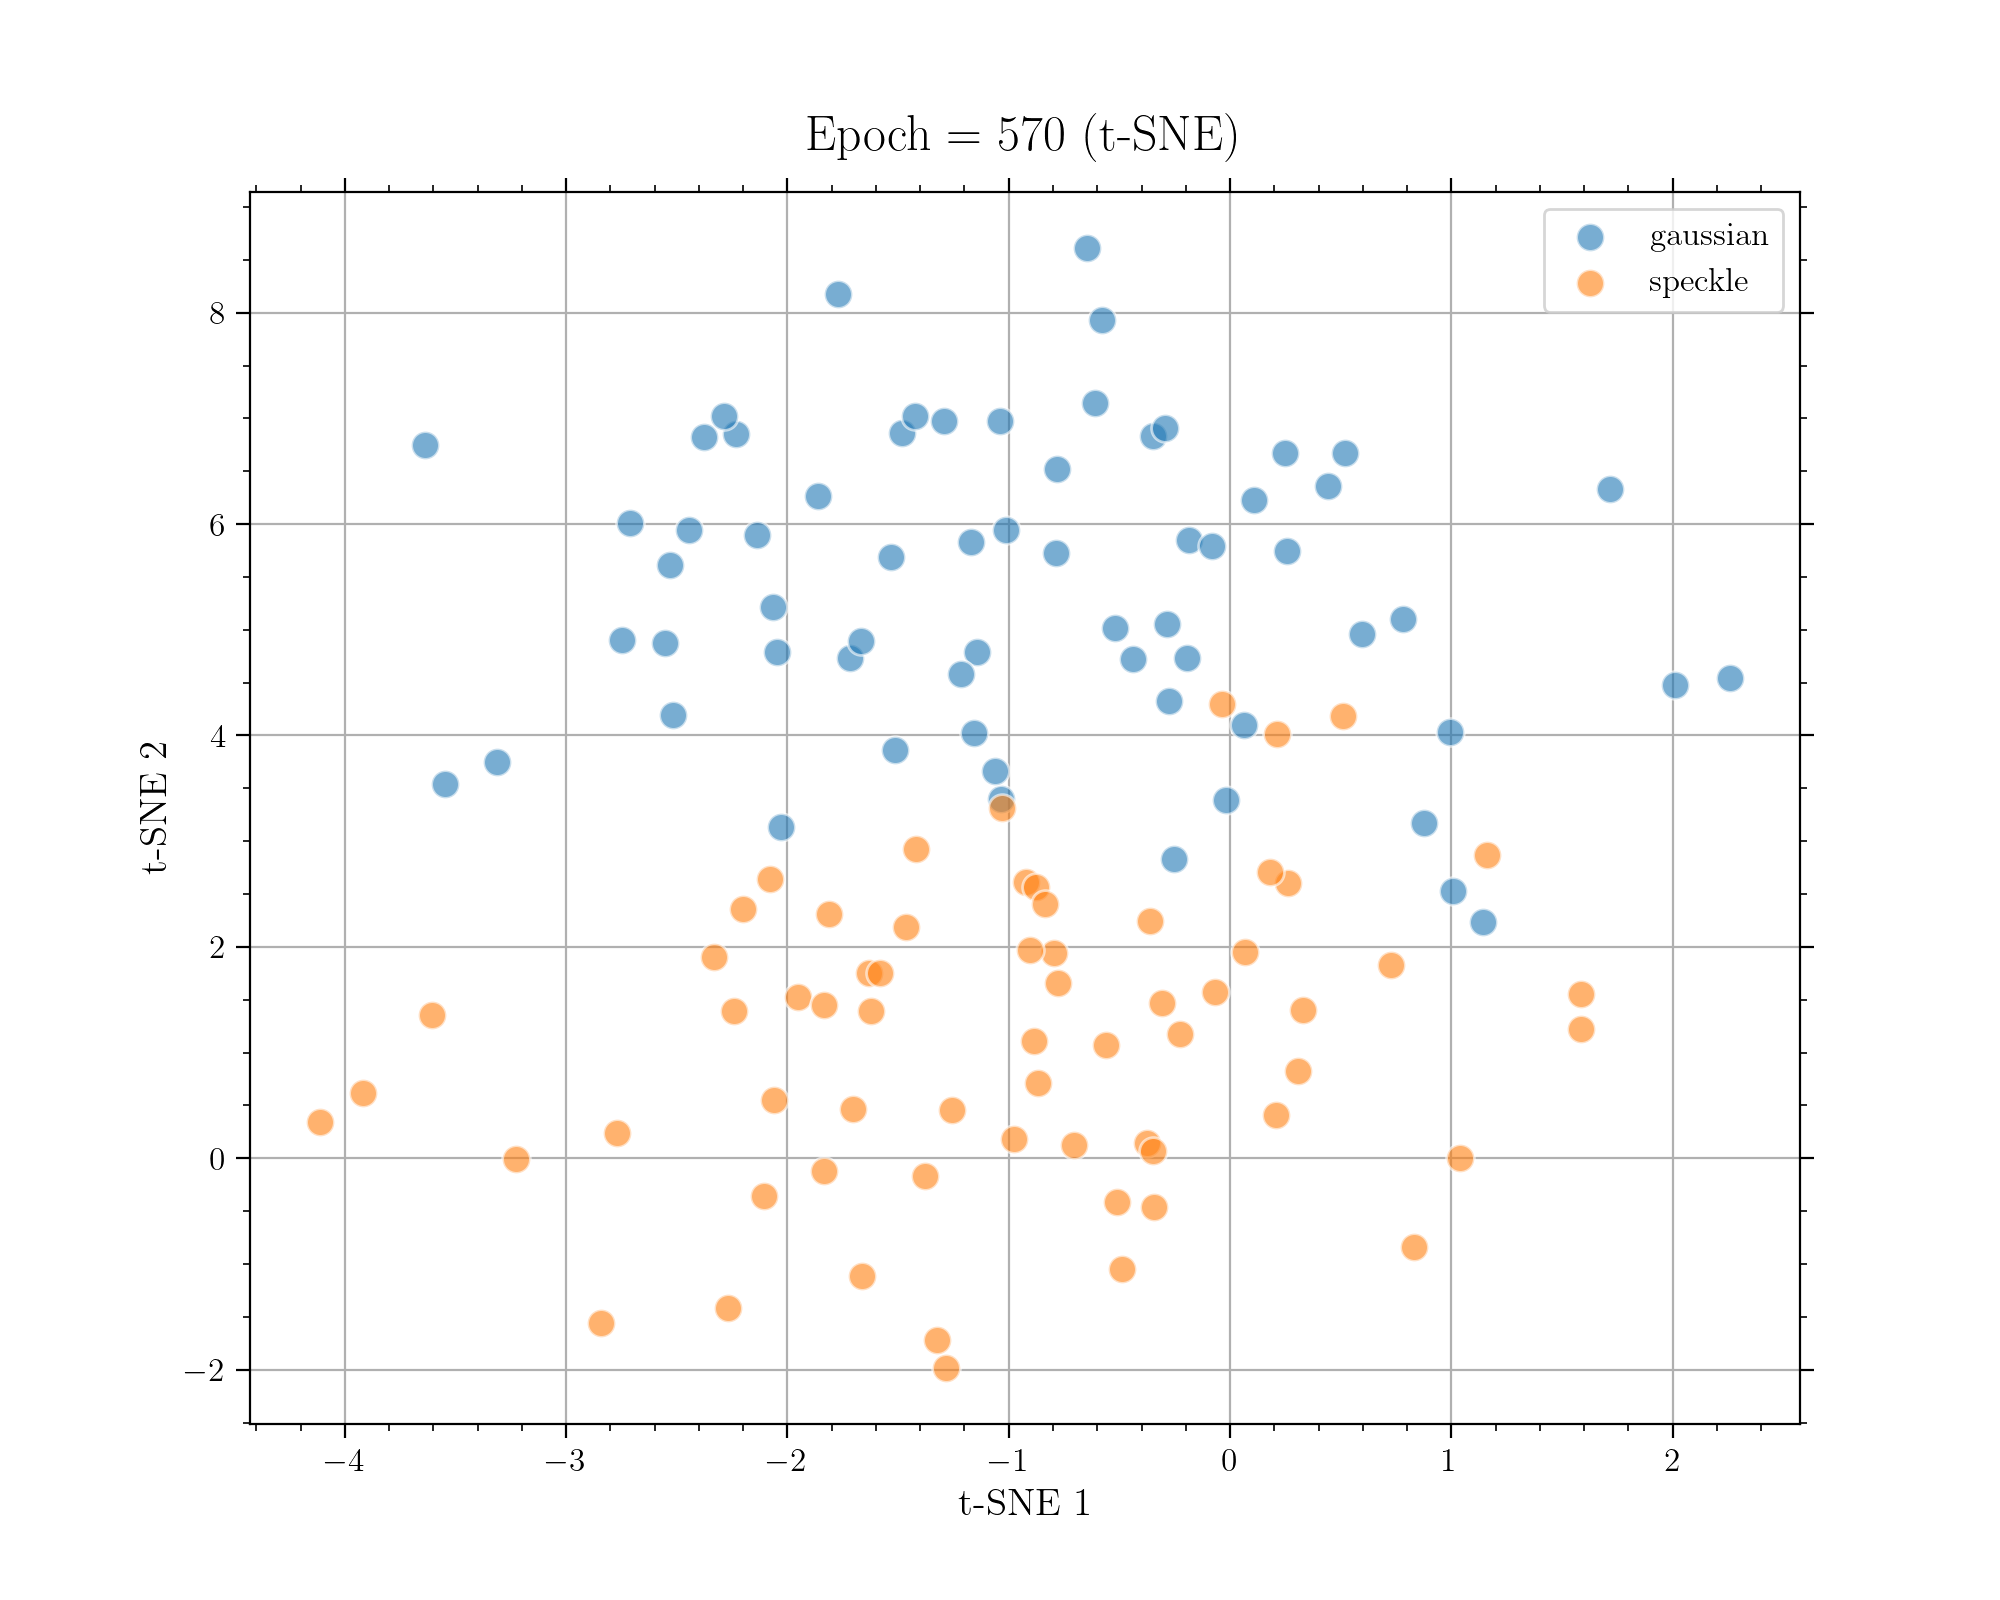 Epoch = 570 (t-SNE)
gaussian
speckle
8
6
4
2
0
−2
t-SNE 2
−4
−3
−2
−1
0
1
2
t-SNE 1